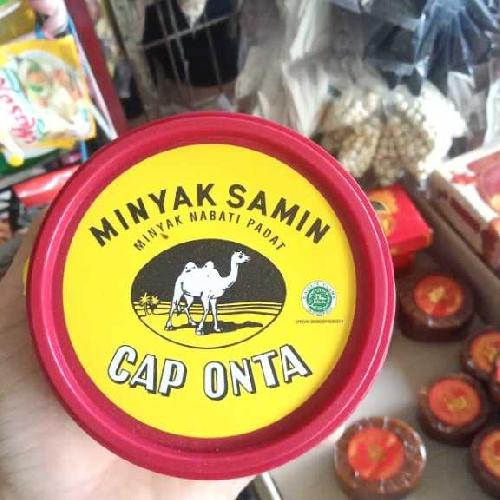 MINYAK SAMIN
MINYAK NABATI PADAT
CAP ONTA